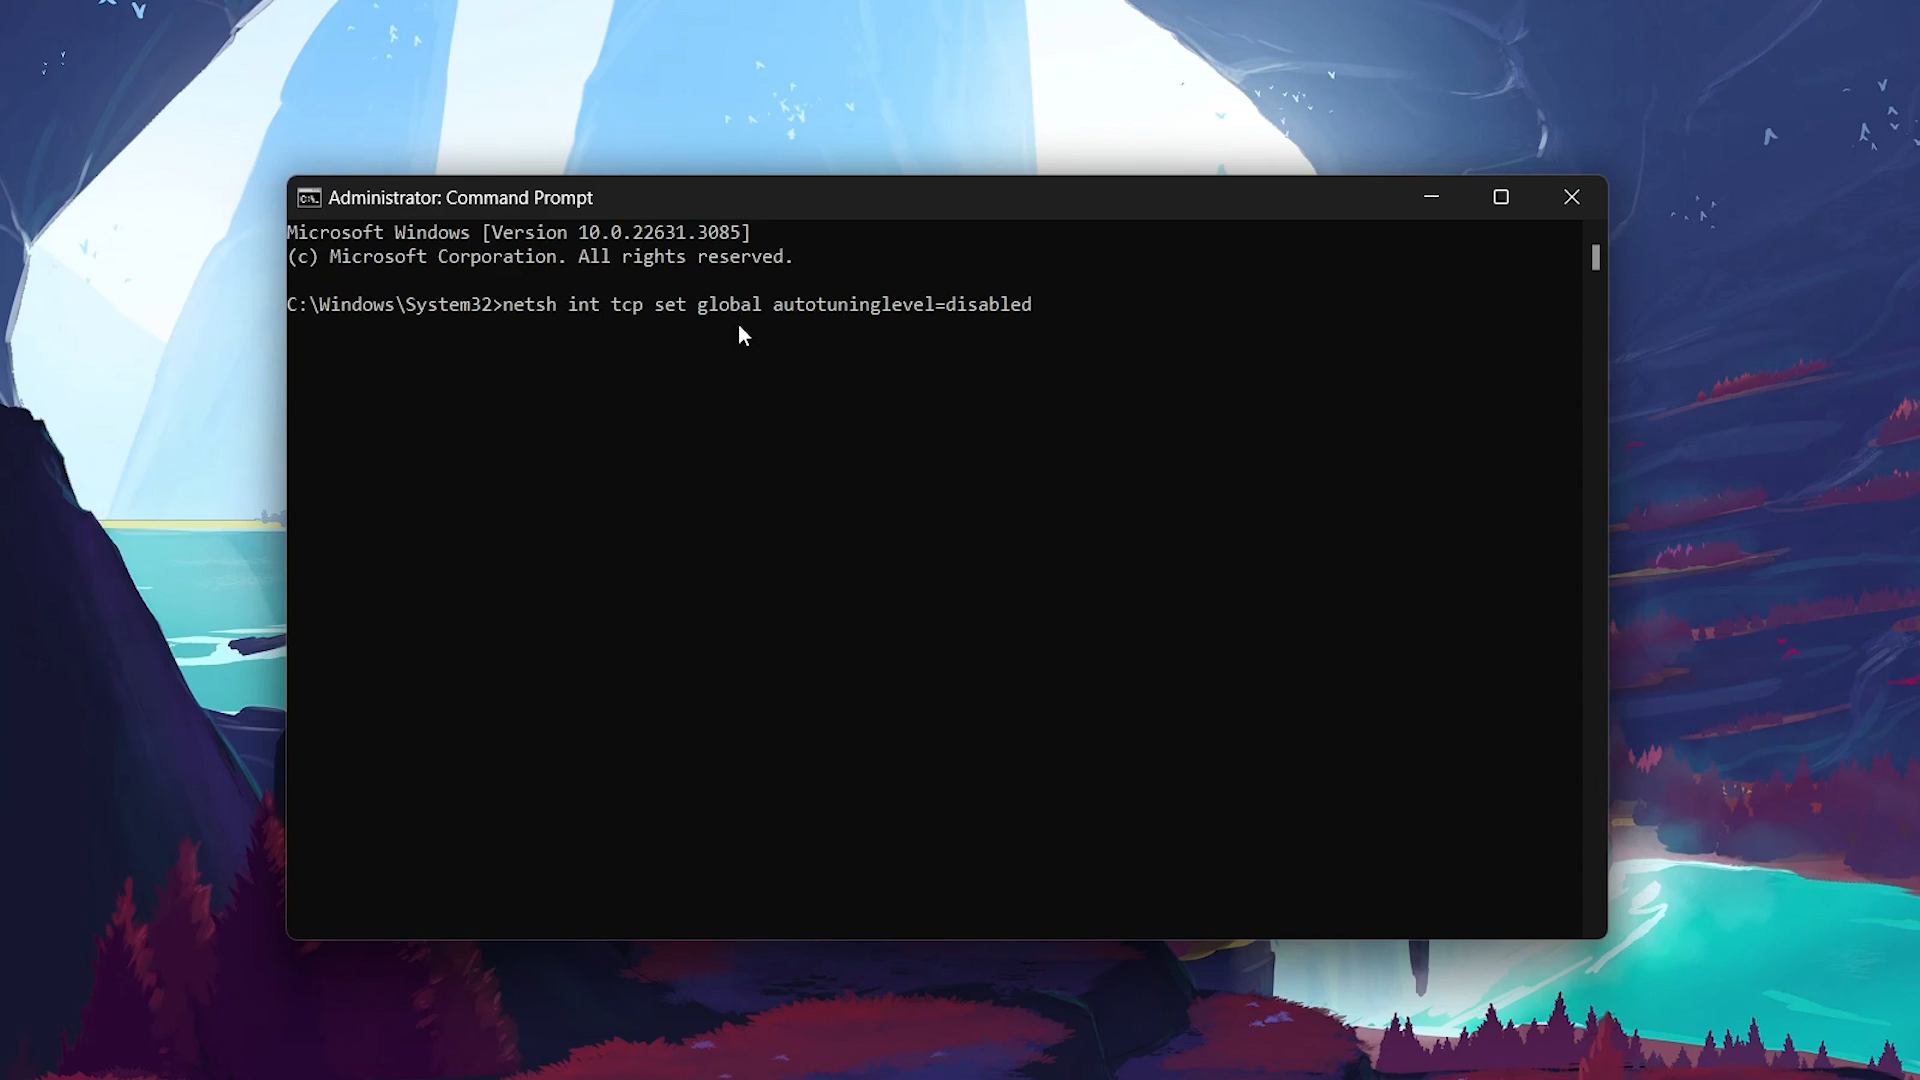 Administrator: Command Prompt
Microsoft Windows [Version 10.0.22631.3085]
(c) Microsoft Corporation. All rights reserved.
C:\Windows\System32>netsh int tcp set global autotuninglevel=disabled